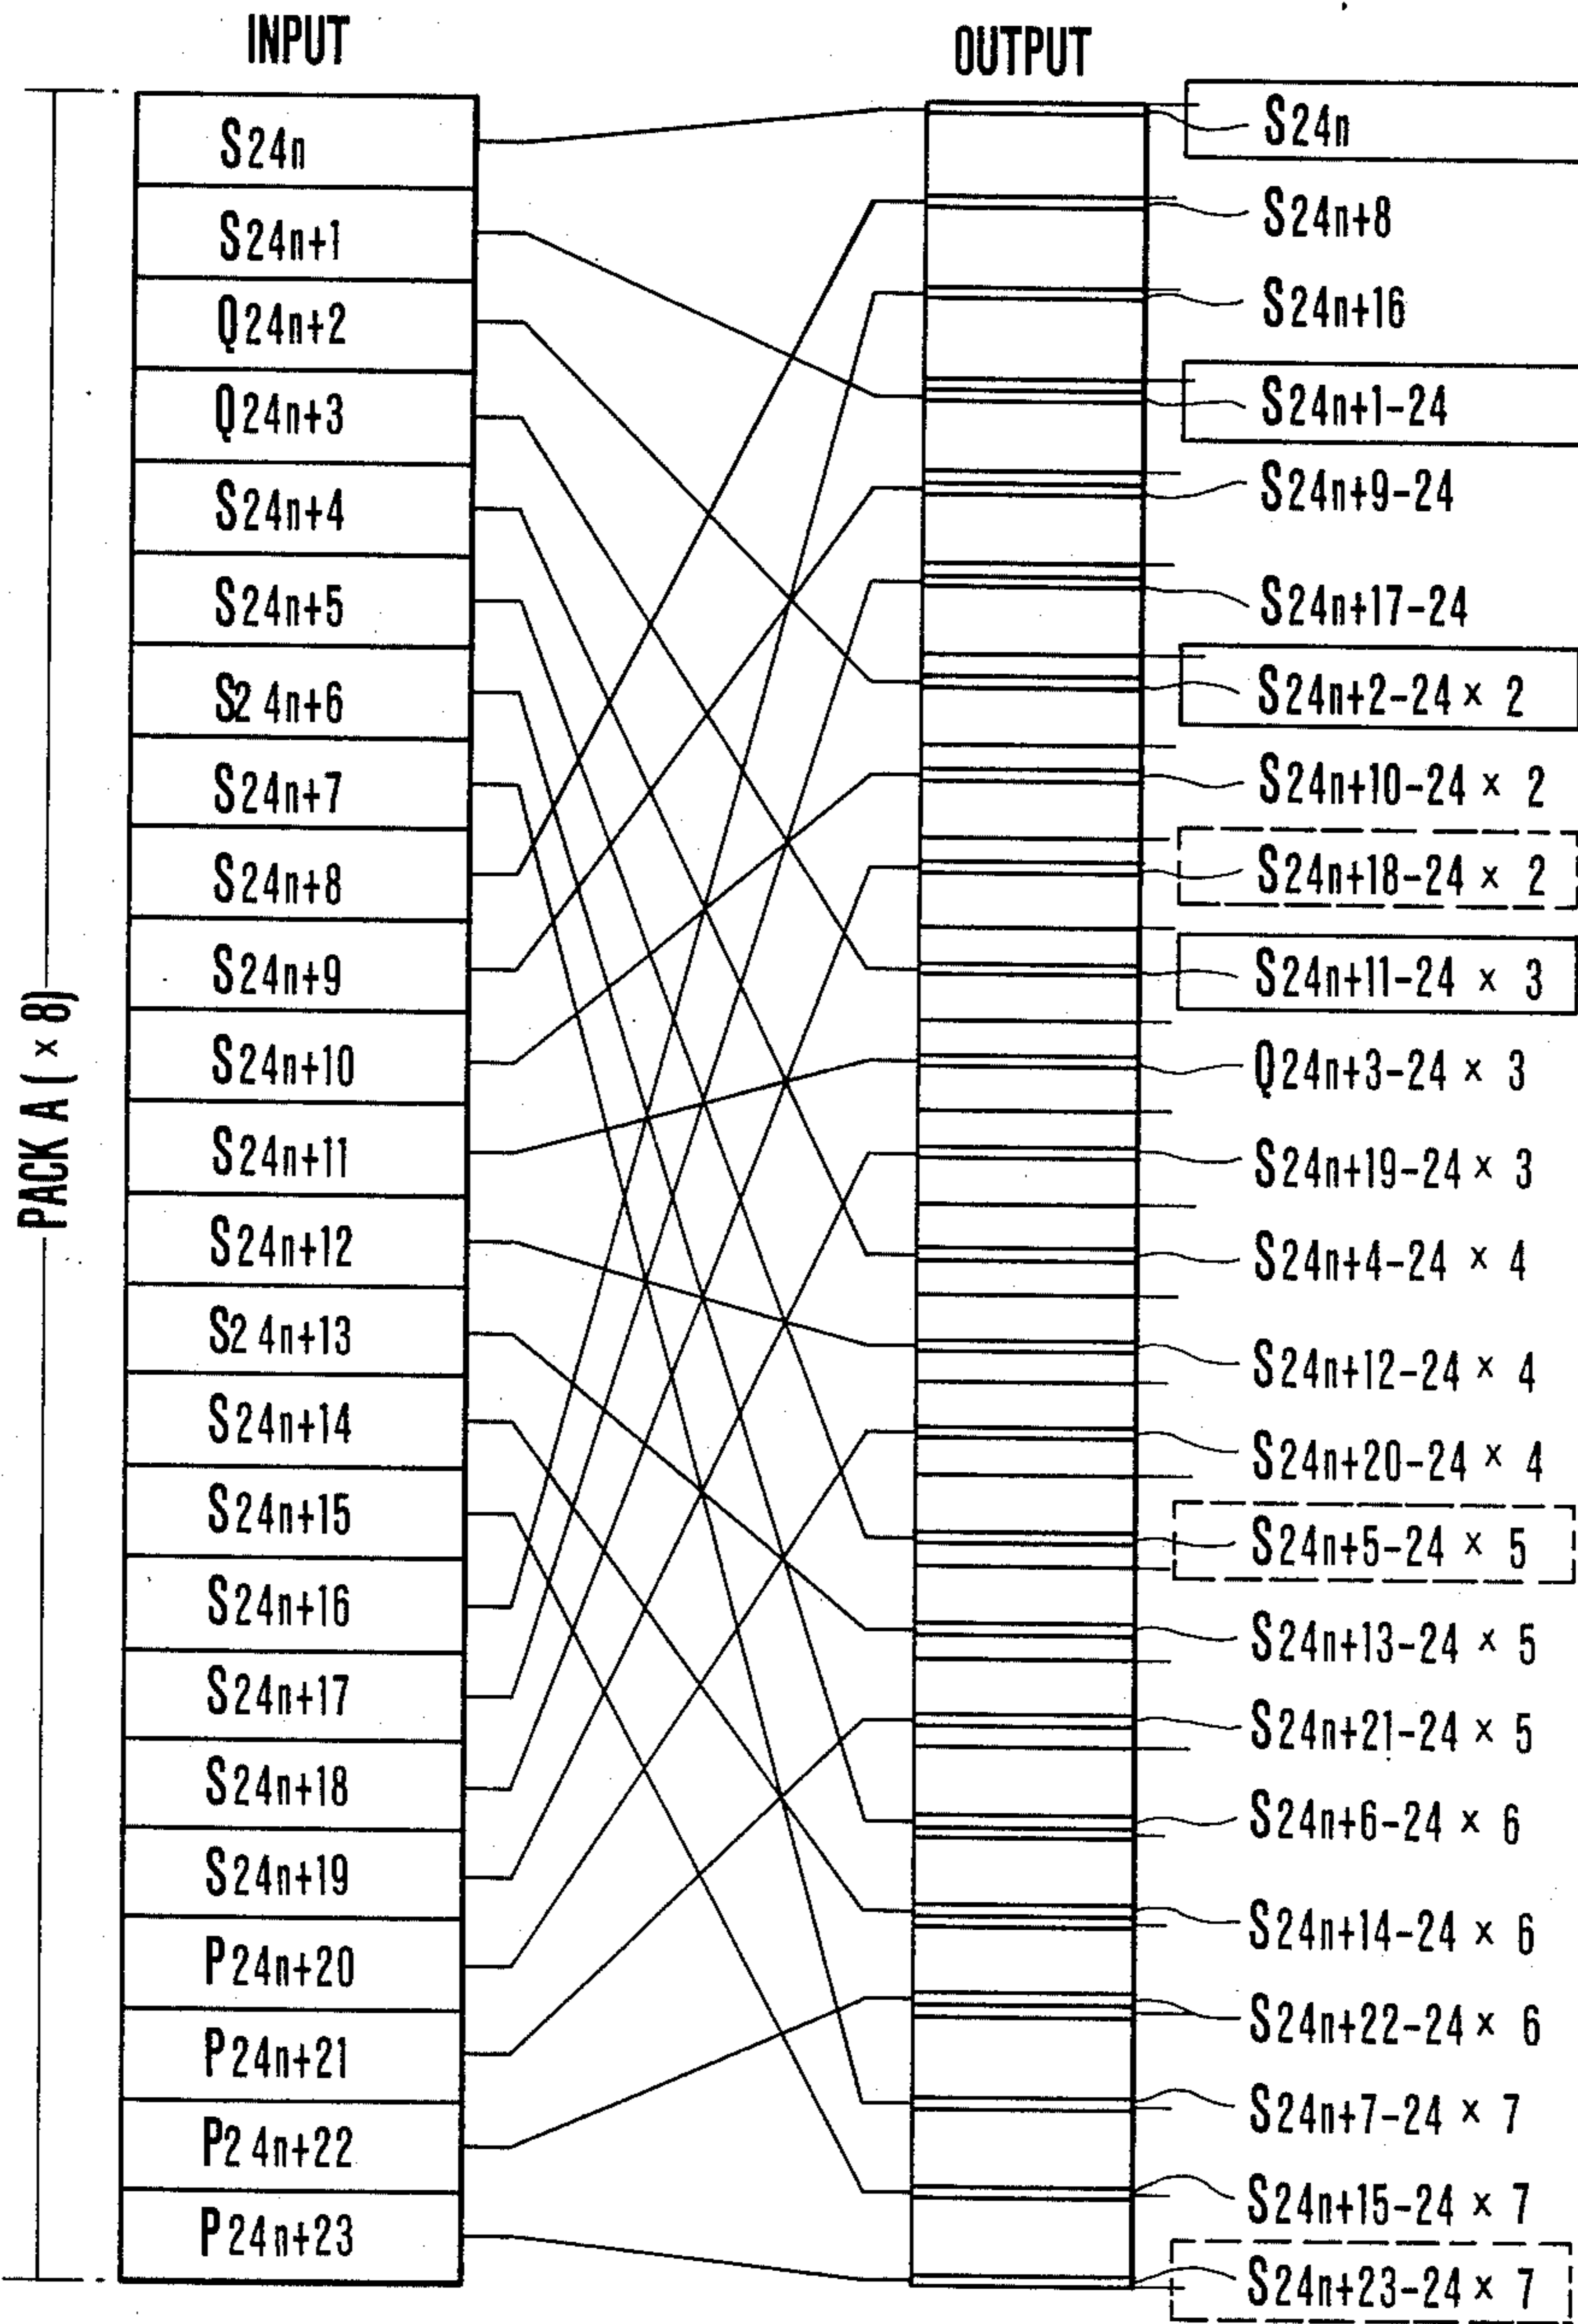 INPUT
S24n
S24n+1
Q24n+2
Q24n+3
S24n+4
S24n+5
S24n+6
S24n+7
S24n+8
S24n+9
S24n+10
S24n+11
S24n+12
S24n+13
S24n+14
S24n+15
S24n+16
S24n+17
S24n+18
S24n+19
P24n+20
P24n+21
P24n+22
P24n+23
PACK A ( × 8)
OUTPUT
S24n
S24n+8
S24n+16
S24n+1-24
S24n+9-24
S24n+17-24
S24n+2-24 × 2
S24n+10-24 × 2
S24n+18-24 × 2
S24n+11-24 × 3
Q24n+3-24 × 3
S24n+19-24 × 3
S24n+4-24 × 4
S24n+12-24 × 4
S24n+20-24 × 4
S24n+5-24 × 5
S24n+13-24 × 5
S24n+21-24 × 5
S24n+6-24 × 6
S24n+14-24 × 6
S24n+22-24 × 6
S24n+7-24 × 7
S24n+15-24 × 7
S24n+23-24 × 7